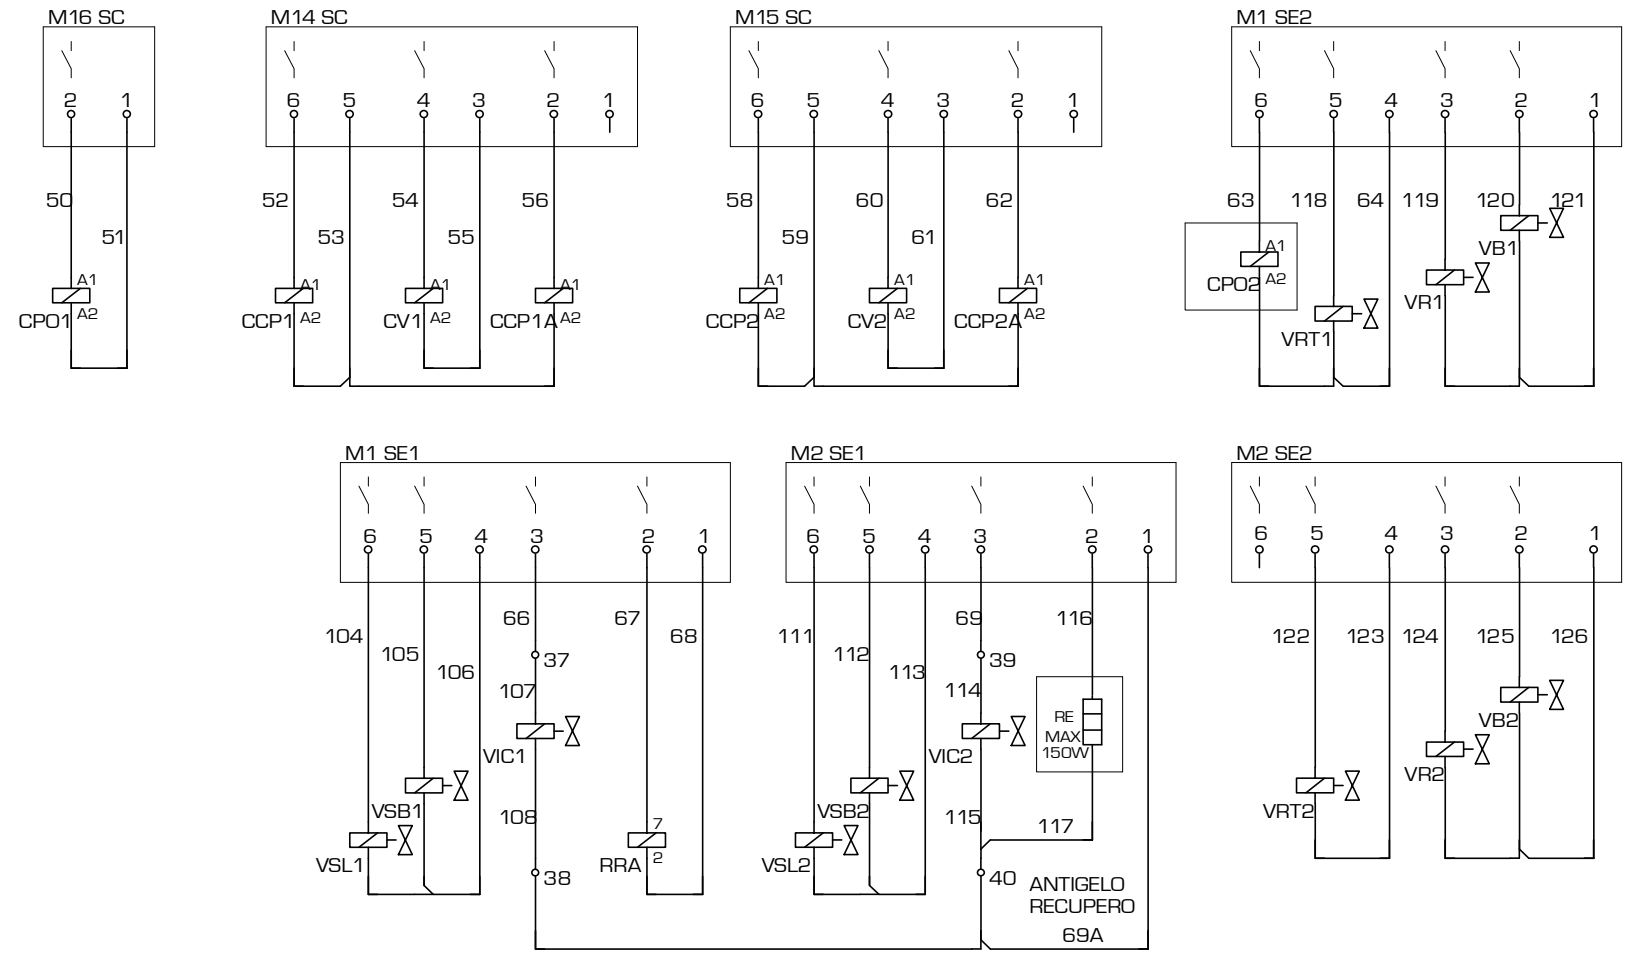 M16 SC
M14 SC
M15 SC
M1 SE2
2 1
6 5 4 3 2 1
6 5 4 3 2 1
6 5 4 3 2 1
50
52 54 56
58 60 62
63 118 64 119 120 121
51
53 55
59 61
A1
CPO2 A2
VB1
A1
CPO1 A2
A1
CCP1 A2
A1
CV1 A2
A1
CCP1A A2
A1
CCP2 A2
A1
CV2 A2
A1
CCP2A A2
VR1
VRT1
M1 SE1
M2 SE1
M2 SE2
6 5 4 3 2 1
6 5 4 3 2 1
6 5 4 3 2 1
104 105 106 66 67 68
37
107
VIC1
VSB1
108
VSL1
7
RRA 2
38
111 112 113 69 116
39
114
RE
MAX
150W
VIC2
VSB2
115
117
VSL2
40
ANTIGELO
RECUPERO
69A
122 123 124 125 126
VB2
VR2
VRT2